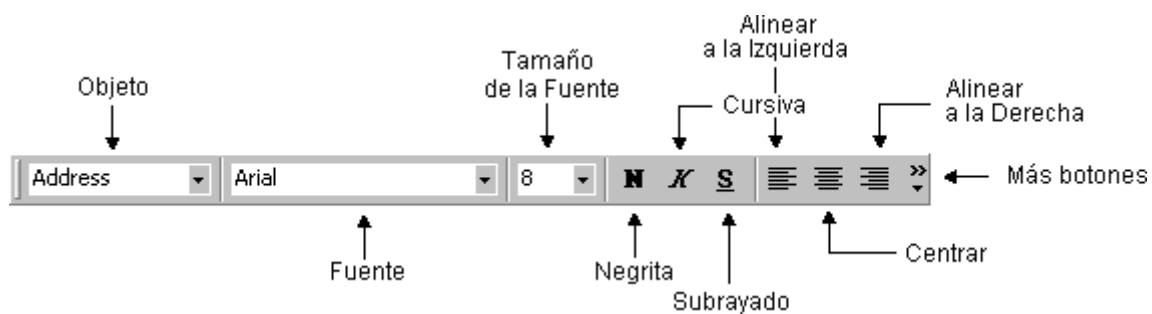 Alinear
a la Izquierda
Tamaño
de la Fuente
Objeto
Cursiva
Alinear
a la Derecha
Address
Arial
8
N
K
S
Más botones
Centrar
Fuente
Negrita
Subrayado